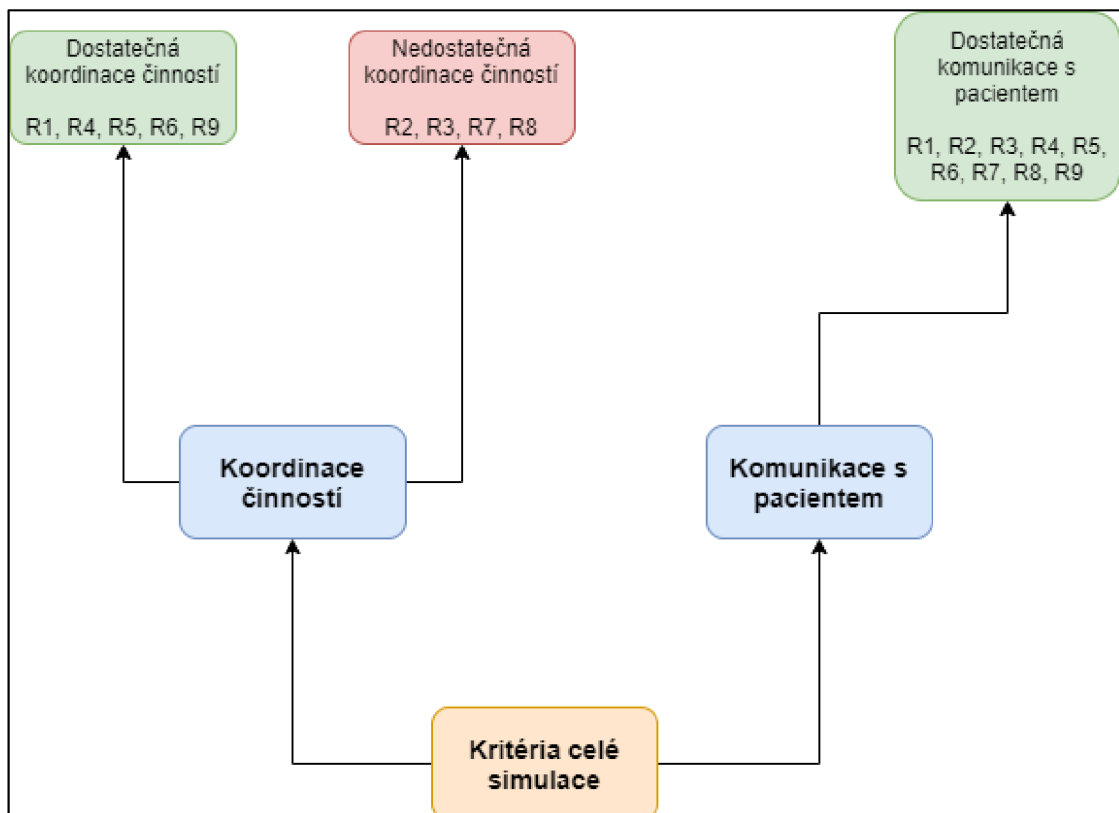 Dostatečná
koordinace činností
R1, R4, R5, R6, R9
Nedostatečná
koordinace činností
R2, R3, R7, R8
Dostatečná
komunikace s
pacientem
R1, R2, R3, R4, R5,
R6, R7, R8, R9
Koordinace
činností
Komunikace s
pacientem
Kritéria celé
simulace